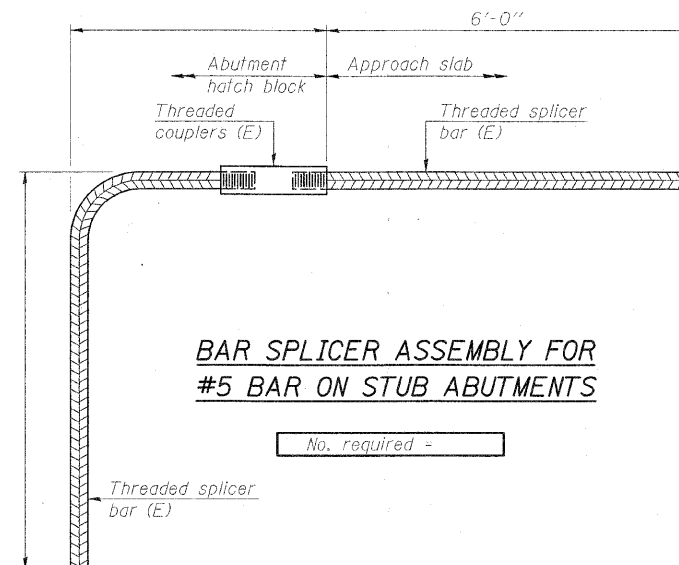 6'-0"
Abutment
hatch block
Approach slab
Threaded
couplers (E)
Threaded splicer
bar (E)
BAR SPLICER ASSEMBLY FOR
#5 BAR ON STUB ABUTMENTS
No. required =
Threaded splicer
bar (E)